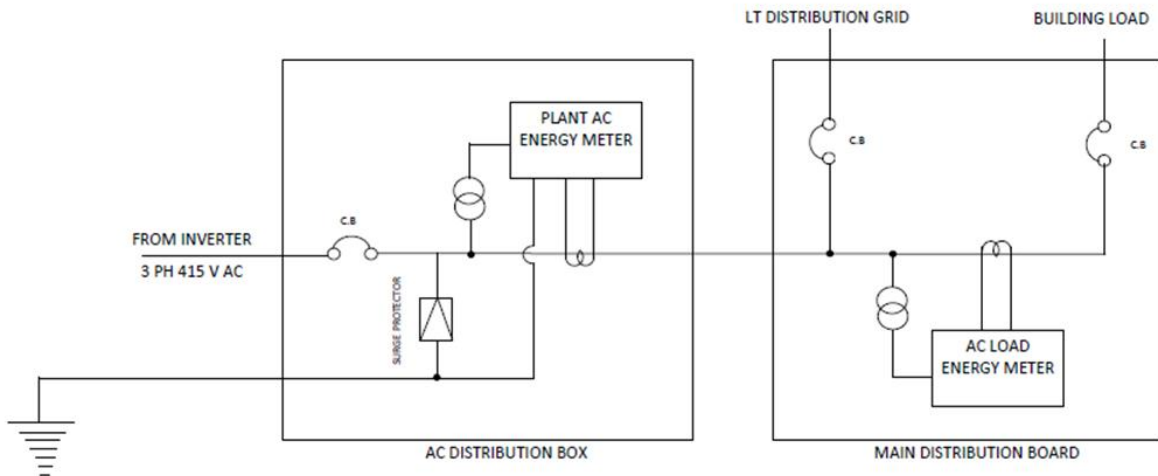 LT DISTRIBUTION GRID
BUILDING LOAD
PLANT AC
ENERGY METER
C.B
C.B
C.B
FROM INVERTER
3 PH 415 V AC
SURGE PROTECTOR
AC LOAD
ENERGY METER
AC DISTRIBUTION BOX
MAIN DISTRIBUTION BOARD